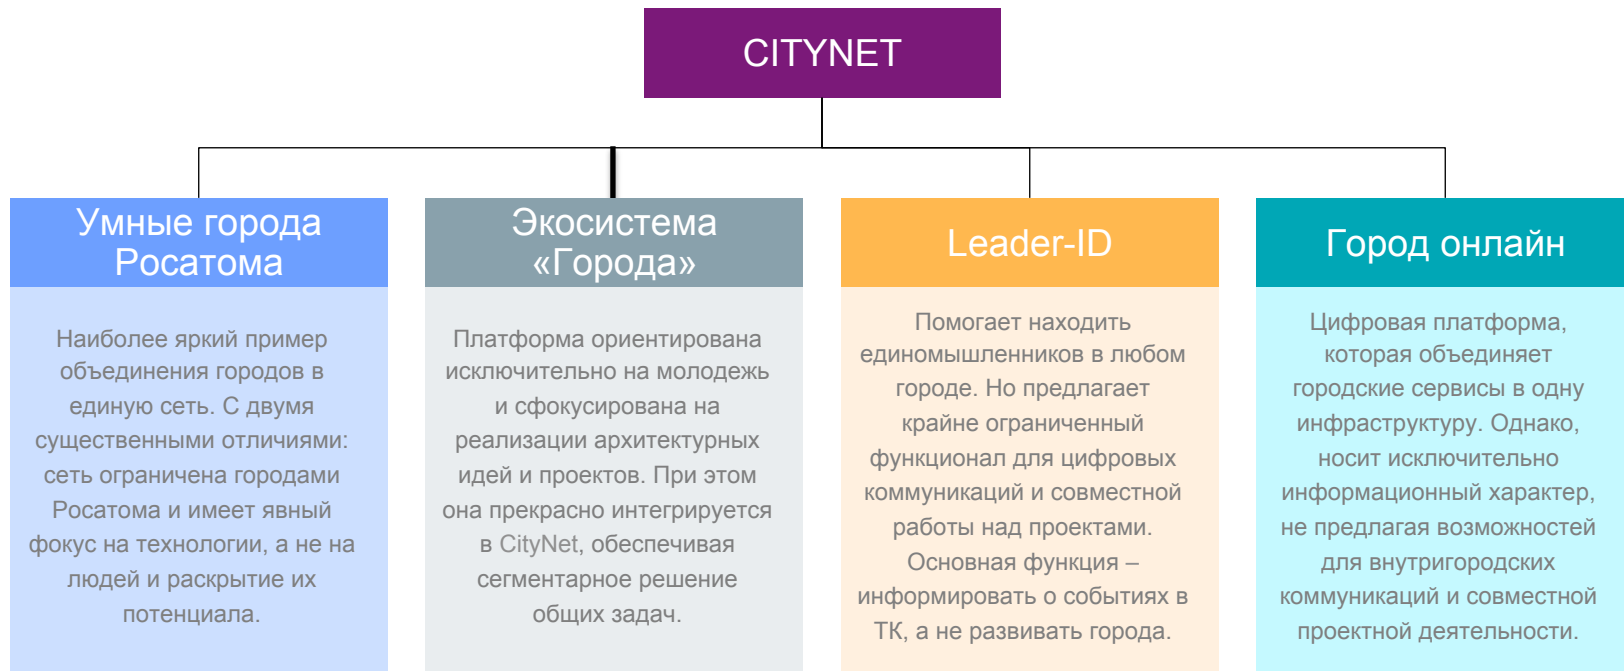 CITYNET
Умные города
Росатома
Наиболее яркий пример
объединения городов в
единую сеть. С двумя
существенными отличиями:
сеть ограничена городами
Росатома и имеет явный
фокус на технологии, а не на
людей и раскрытие их
потенциала.
Экосистема
«Города»
Платформа ориентирована
исключительно на молодежь
и сфокусирована на
реализации архитектурных
идей и проектов. При этом
она прекрасно интегрируется
в CityNet, обеспечивая
сегментарное решение
общих задач.
Leader-ID
Помогает находить
единомышленников в любом
городе. Но предлагает
крайне ограниченный
функционал для цифровых
коммуникаций и совместной
работы над проектами.
Основная функция –
информировать о событиях в
ТК, а не развивать города.
Город онлайн
Цифровая платформа,
которая объединяет
городские сервисы в одну
инфраструктуру. Однако,
носит исключительно
информационный характер,
не предлагая возможностей
для внутригородских
коммуникаций и совместной
проектной деятельности.